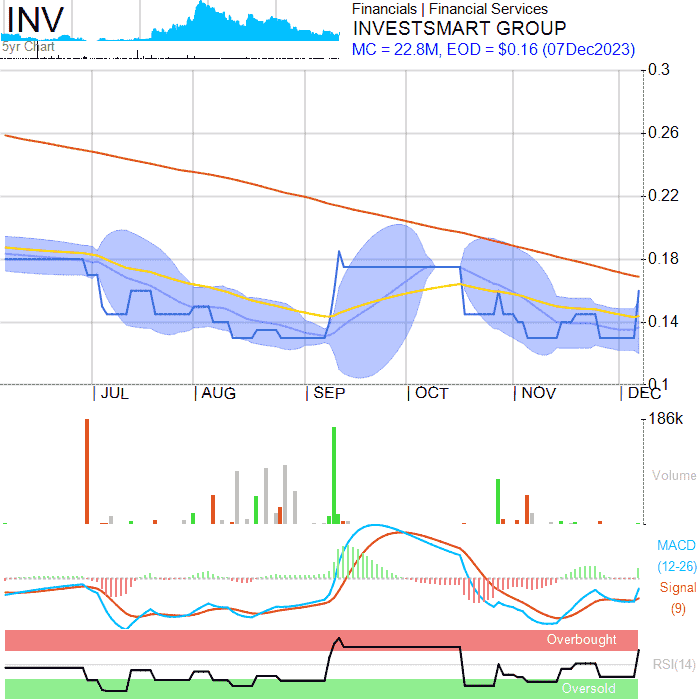 INV
5yr Chart
Financials | Financial Services
INVESTSMART GROUP
MC = 22.8M, EOD = $0.16 (07Dec2023)
0.3
0.26
0.22
0.18
0.14
0.1
JUL AUG SEP OCT NOV DEC
186k
Volume
MACD
(12-26)
Signal
(9)
Overbought
RSI(14)
Oversold